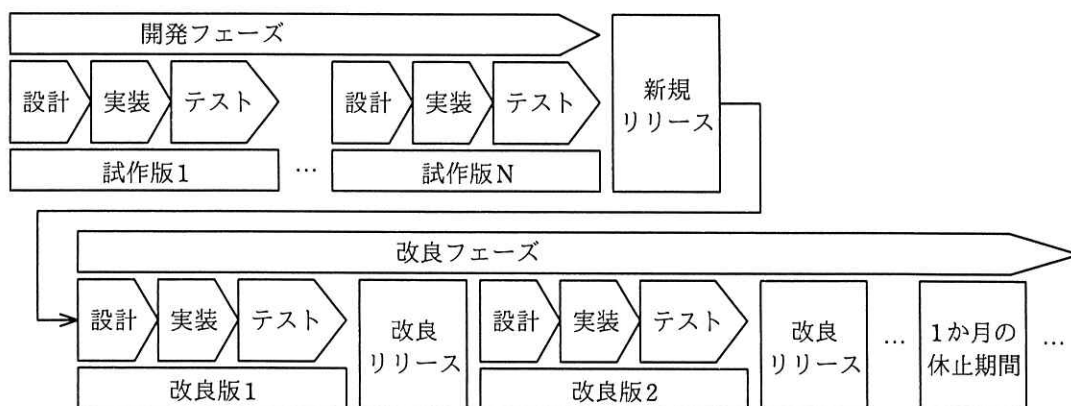 開発フェーズ
設計 実装 テスト … 設計 実装 テスト
試作版1 試作版N
新規
リリース
改良フェーズ
設計 実装 テスト
改良版1
改良
リリース
設計 実装 テスト
改良版2
改良
リリース
…
1か月の
休止期間
…